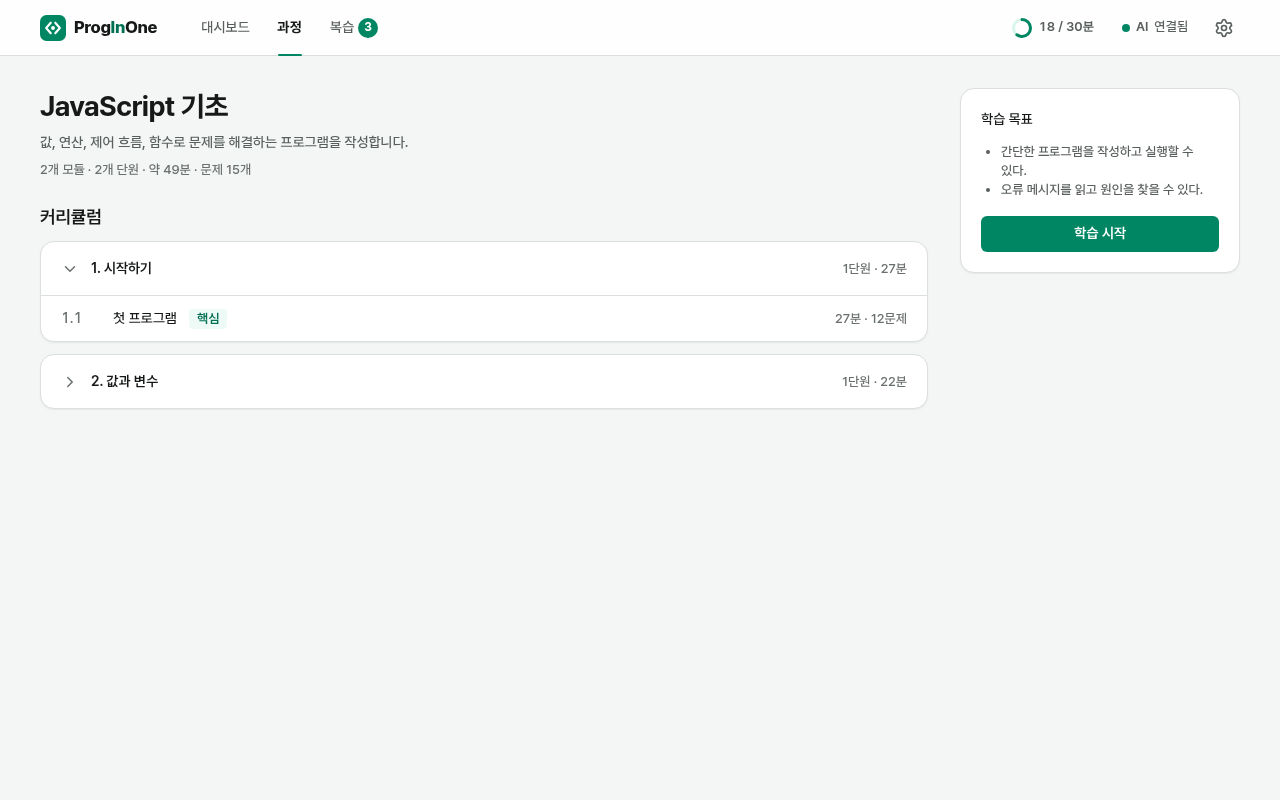 ProgInOne
대시보드
과정
복습 3
18 / 30분
AI 연결됨
JavaScript 기초
값, 연산, 제어 흐름, 함수로 문제를 해결하는 프로그램을 작성합니다.
2개 모듈 · 2개 단원 · 약 49분 · 문제 15개
커리큘럼
1. 시작하기
1단원 · 27분
1.1 첫 프로그램 핵심
27분 · 12문제
2. 값과 변수
1단원 · 22분
학습 목표
간단한 프로그램을 작성하고 실행할 수
있다.
오류 메시지를 읽고 원인을 찾을 수 있다.
학습 시작